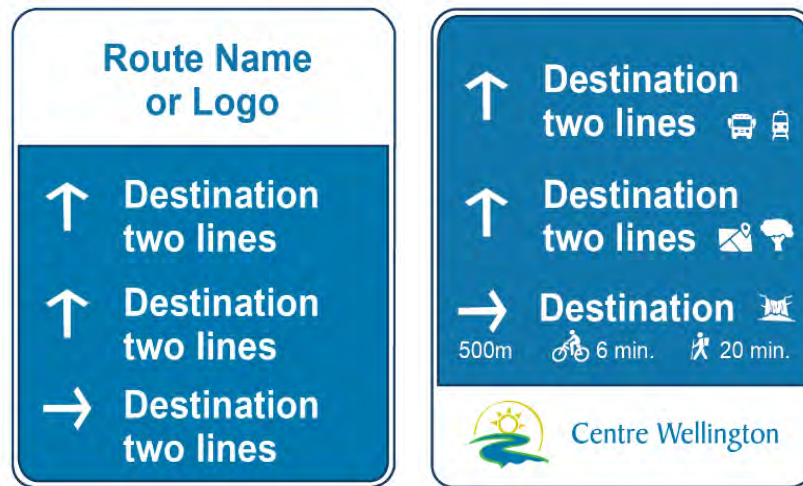 Route Name
or Logo
Destination
two lines
Destination
two lines
Destination
two lines
Destination
two lines
Destination
two lines
Destination
500m 6 min. 20 min.
Centre Wellington